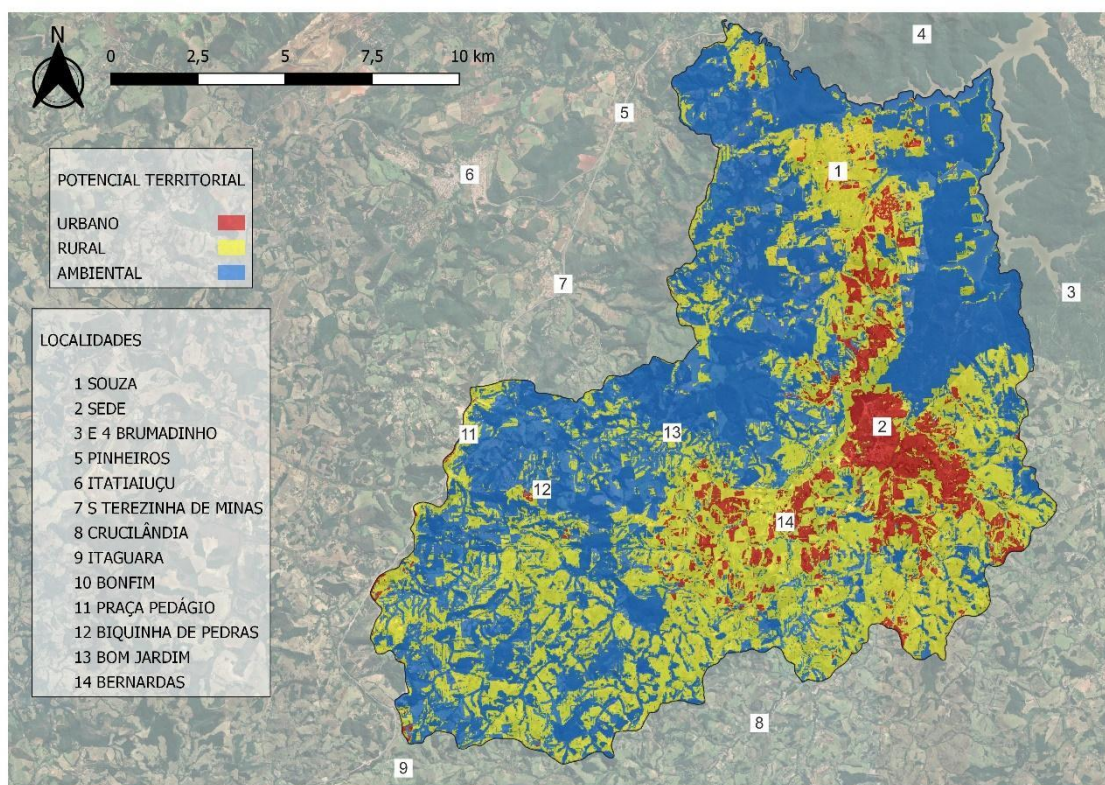 N
0 2,5 5 7,5 10 km
POTENCIAL TERRITORIAL
URBANO
RURAL
AMBIENTAL
LOCALIDADES
1 SOUZA
2 SEDE
3 E 4 BRUMADINHO
5 PINHEIROS
6 ITATIAIUÇU
7 S TEREZINHA DE MINAS
8 CRUCILÂNDIA
9 ITAGUARA
10 BONFIM
11 PRAÇA PEDÁGIO
12 BIQUINHA DE PEDRAS
13 BOM JARDIM
14 BERNARDAS
4
5
6
1
7
3
2
11
13
12
14
8
9